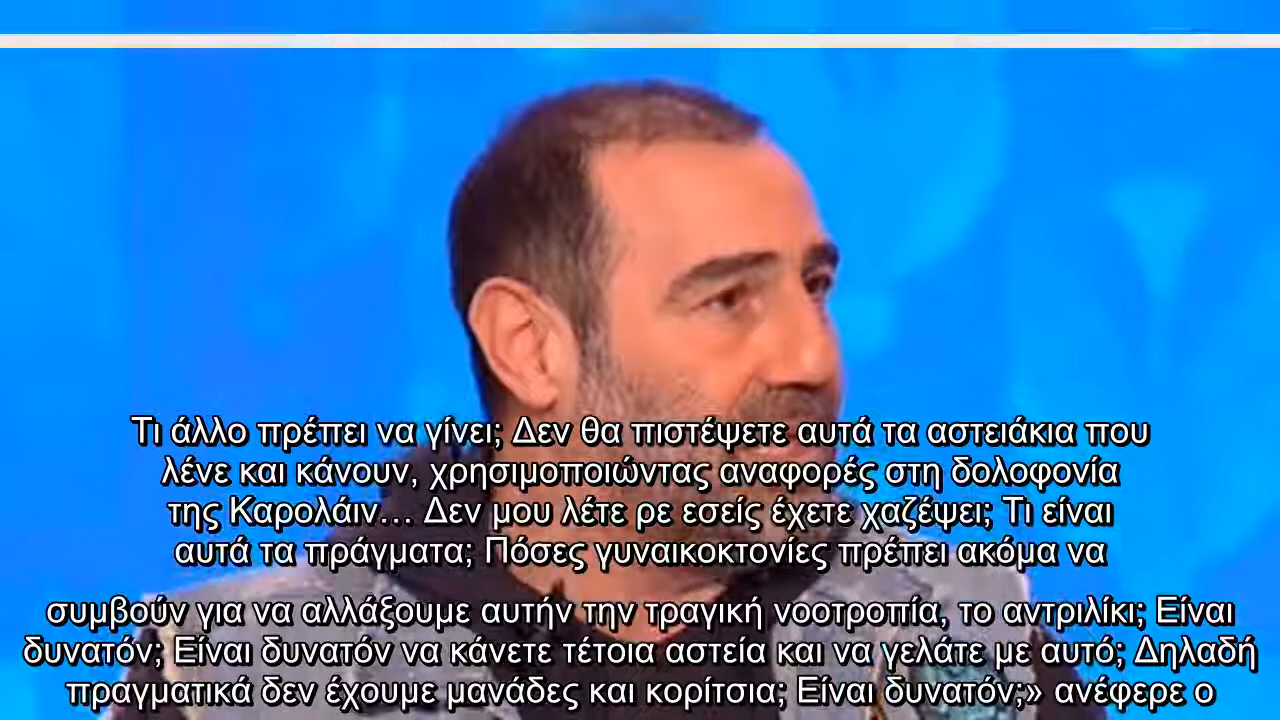 Τι άλλο πρέπει να γίνει; Δεν θα πιστέψετε αυτά τα αστειάκια που
λένε και κάνουν, χρησιμοποιώντας αναφορές στη δολοφονία
της Καρολάιν… Δεν μου λέτε ρε εσείς έχετε χαζέψει; Τι είναι
αυτά τα πράγματα; Πόσες γυναικοκτονίες πρέπει ακόμα να
συμβούν για να αλλάξουμε αυτήν την τραγική νοοτροπία, το αντριλίκι; Είναι
δυνατόν; Είναι δυνατόν να κάνετε τέτοια αστεία και να γελάτε με αυτό; Δηλαδή
πραγματικά δεν έχουμε μανάδες και κορίτσια; Είναι δυνατόν;» ανέφερε ο